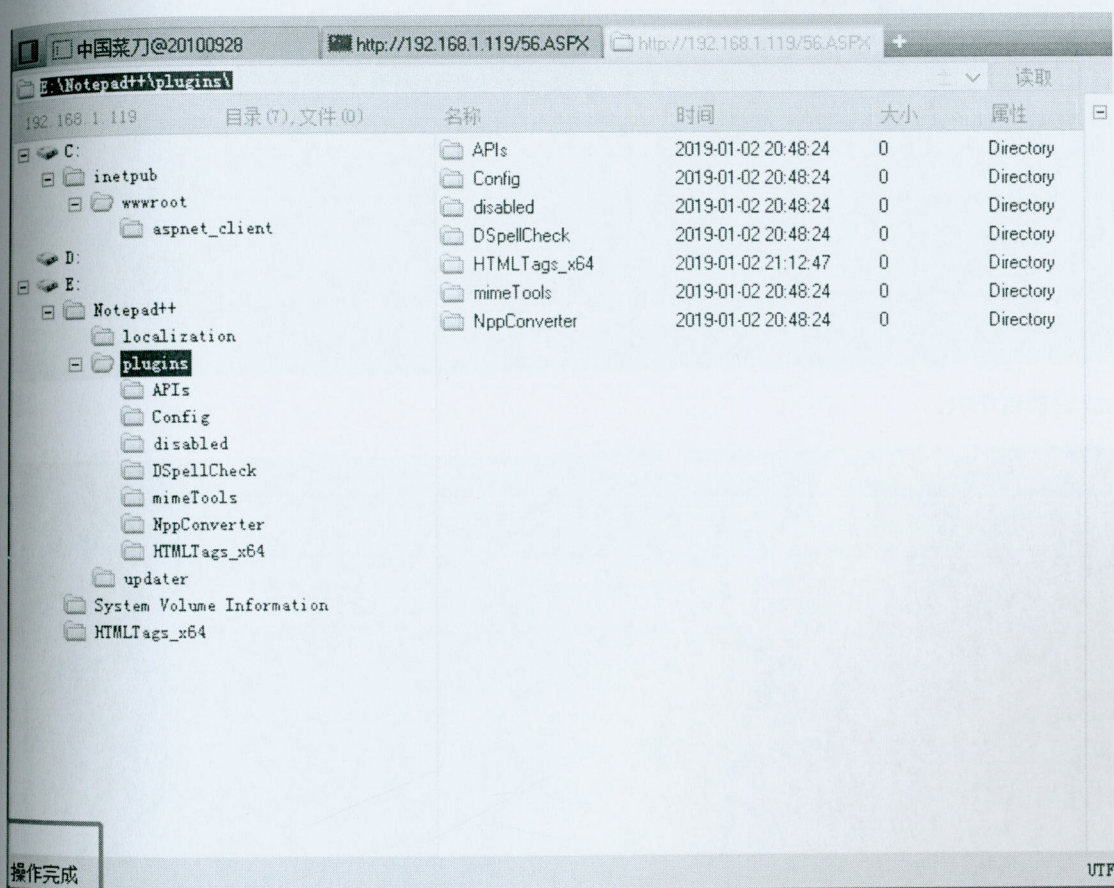 中国菜刀@20100928 http://192.168.1.119/56.ASPX http://192.168.1.119/56.ASPX +
E:\Notepad++\plugins\ 读取
192.168.1.119 目录(7),文件(0) 名称 时间 大小 属性
C: APIs 2019-01-02 20:48:24 0 Directory
inetpub Config 2019-01-02 20:48:24 0 Directory
wwwroot disabled 2019-01-02 20:48:24 0 Directory
aspnet_client DSpellCheck 2019-01-02 20:48:24 0 Directory
D: HTMLTags_x64 2019-01-02 21:12:47 0 Directory
E: mimeTools 2019-01-02 20:48:24 0 Directory
Notepad++ NppConverter 2019-01-02 20:48:24 0 Directory
localization
plugins
APIs
Config
disabled
DSpellCheck
mimeTools
NppConverter
HTMLTags_x64
updater
System Volume Information
HTMLTags_x64
操作完成 UTF